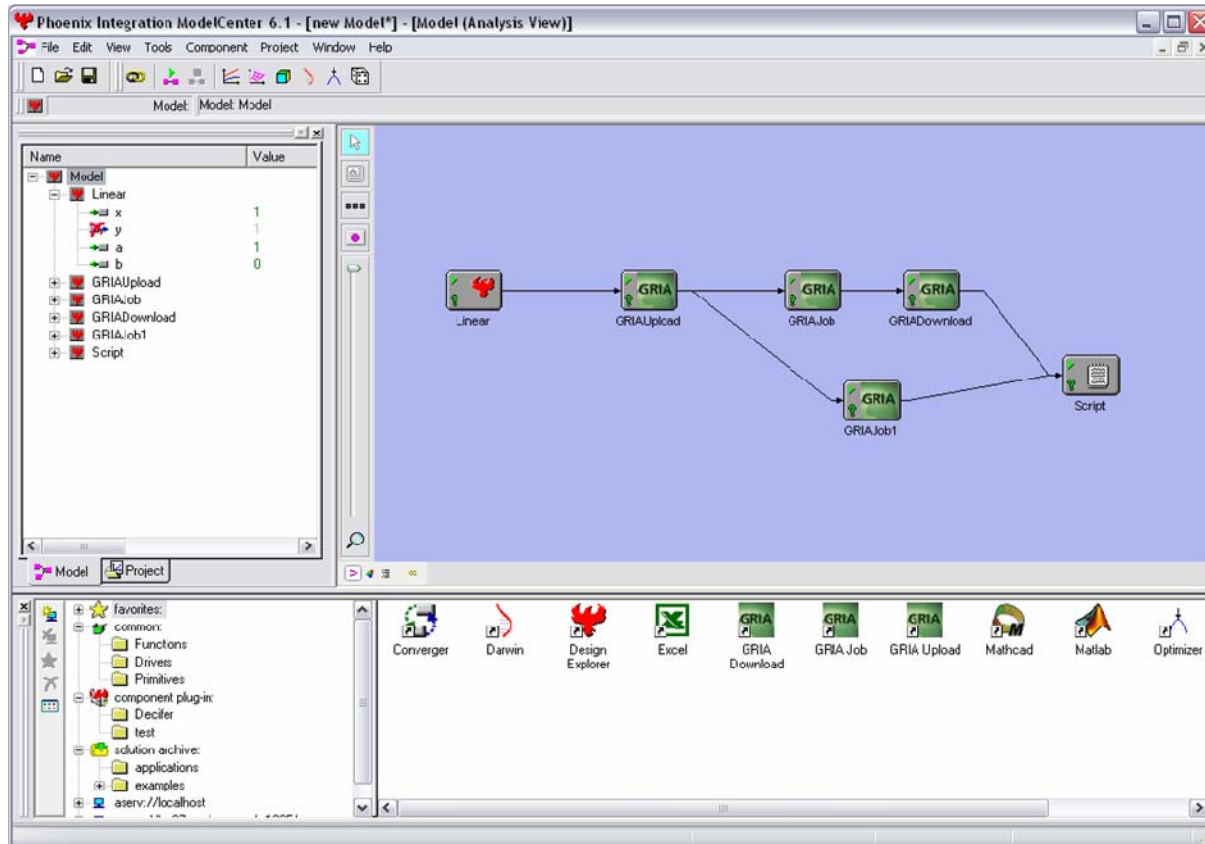 Phoenix Integration ModelCenter 6.1 - [new Model*] - [Model (Analysis View)]
File Edit View Tools Component Project Window Help
Model: Model: Model
Name Value
Model
Linear
x 1
y 1
a 1
b 0
GRIAUpload
GRIAJob
GRIADownload
GRIAJob1
Script
Model Project
GRIA
GRIA
GRIA
Linear
GRIAUpload
GRIAJob
GRIADownload
GRIA
GRIAJob1
Script
favorites:
common:
Functions
Drivers
Primitives
component plug-in:
Decifer
test
solution archive:
applications
examples
aserv://localhost
Converger
Darwin
Design
Explorer
Excel
GRIA
GRIA
Download
GRIA
GRIA Job
GRIA
GRIA Upload
Mathcad
Matlab
Optimizer